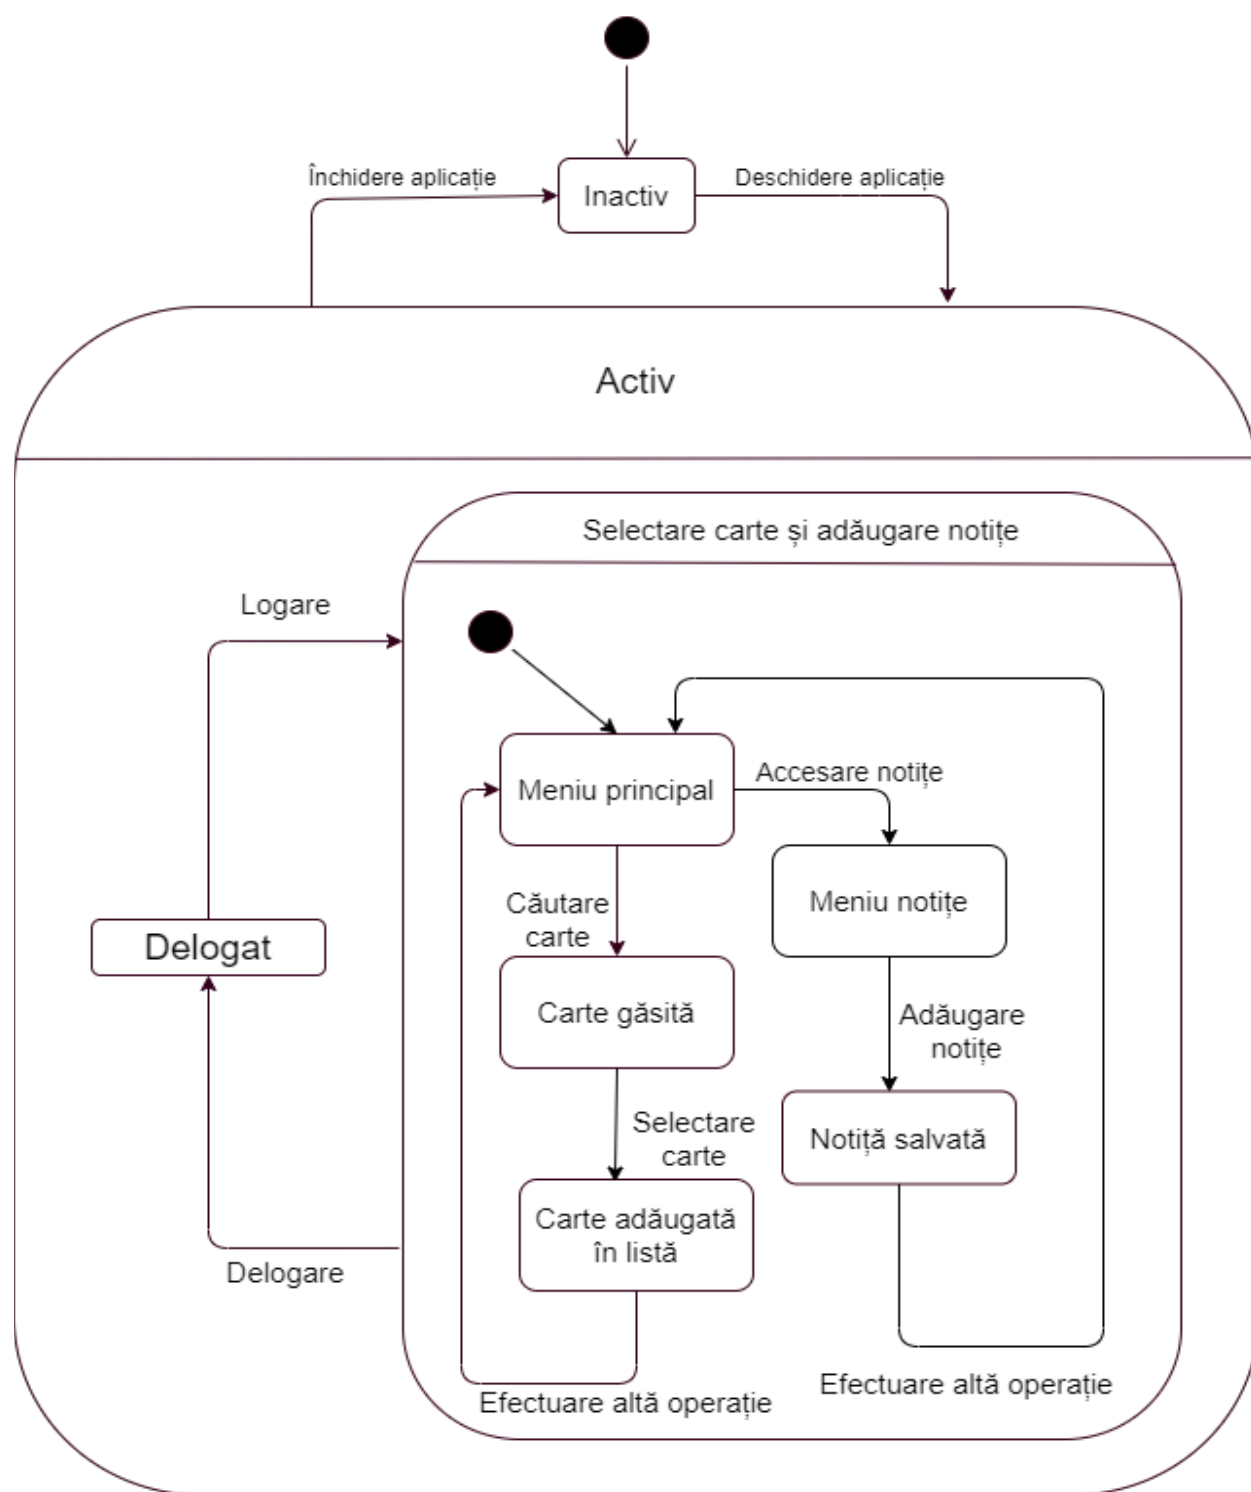 Închidere aplicație
Deschidere aplicație
Inactiv
Activ
Selectare carte și adăugare notițe
Logare
Meniu principal
Accesare notițe
Căutare
carte
Meniu notițe
Delogat
Carte găsită
Adăugare
notițe
Selectare
carte
Notiță salvată
Carte adăugată
în listă
Delogare
Efectuare altă operație
Efectuare altă operație